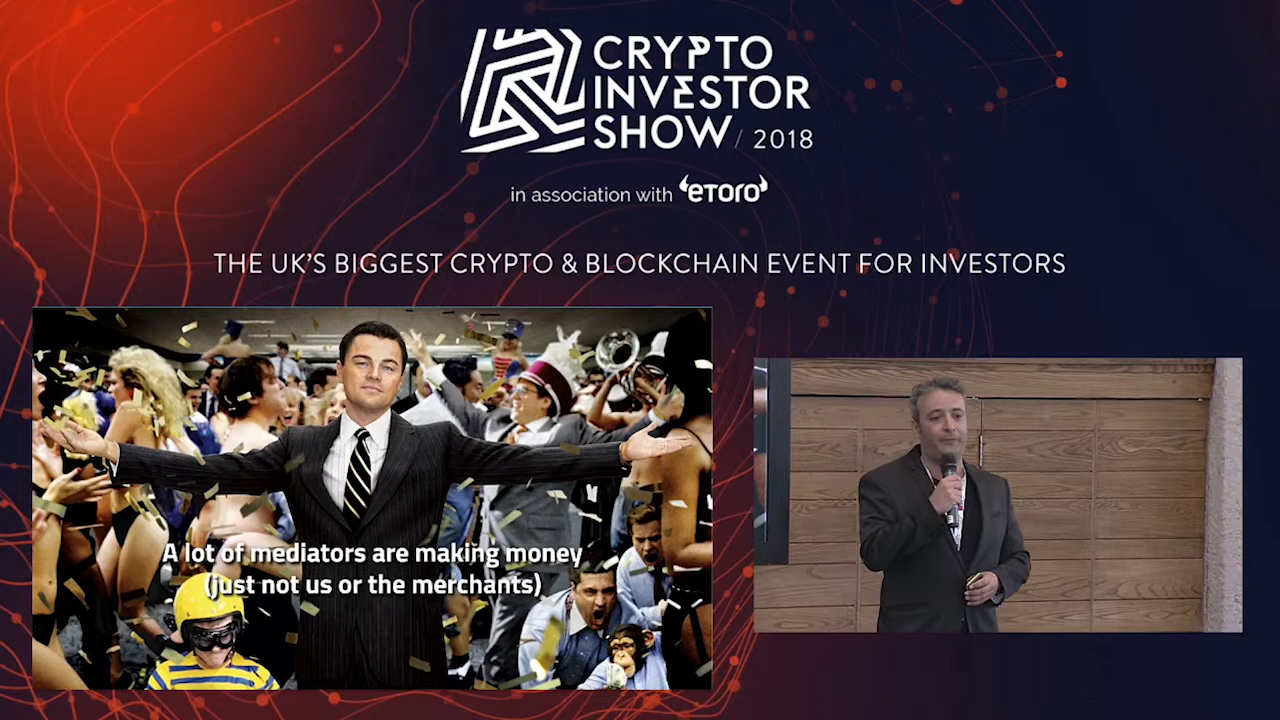 CRYPTO
INVESTOR
SHOW / 2018
in association with eToro
THE UK'S BIGGEST CRYPTO & BLOCKCHAIN EVENT FOR INVESTORS
A lot of mediators are making money
(just not us or the merchants)